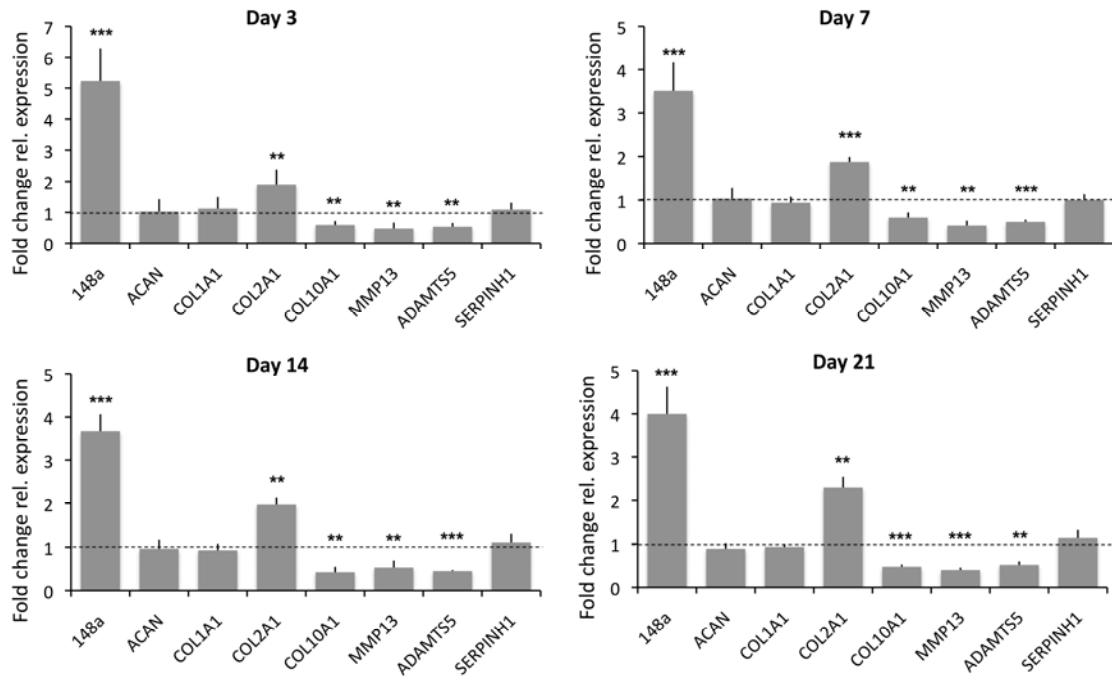 Day 3
Fold change rel. expression
7
6
5
4
3
2
1
0
***
**
**
**
**
148a
ACAN
COL1A1
COL2A1
COL10A1
MMP13
ADAMTS5
SERPINH1
Day 7
Fold change rel. expression
5
4
3
2
1
0
***
***
**
**
***
148a
ACAN
COL1A1
COL2A1
COL10A1
MMP13
ADAMTS5
SERPINH1
Day 14
Fold change rel. expression
5
4
3
2
1
0
***
**
**
**
***
148a
ACAN
COL1A1
COL2A1
COL10A1
MMP13
ADAMTS5
SERPINH1
Day 21
Fold change rel. expression
5
4
3
2
1
0
***
**
***
***
**
148a
ACAN
COL1A1
COL2A1
COL10A1
MMP13
ADAMTS5
SERPINH1